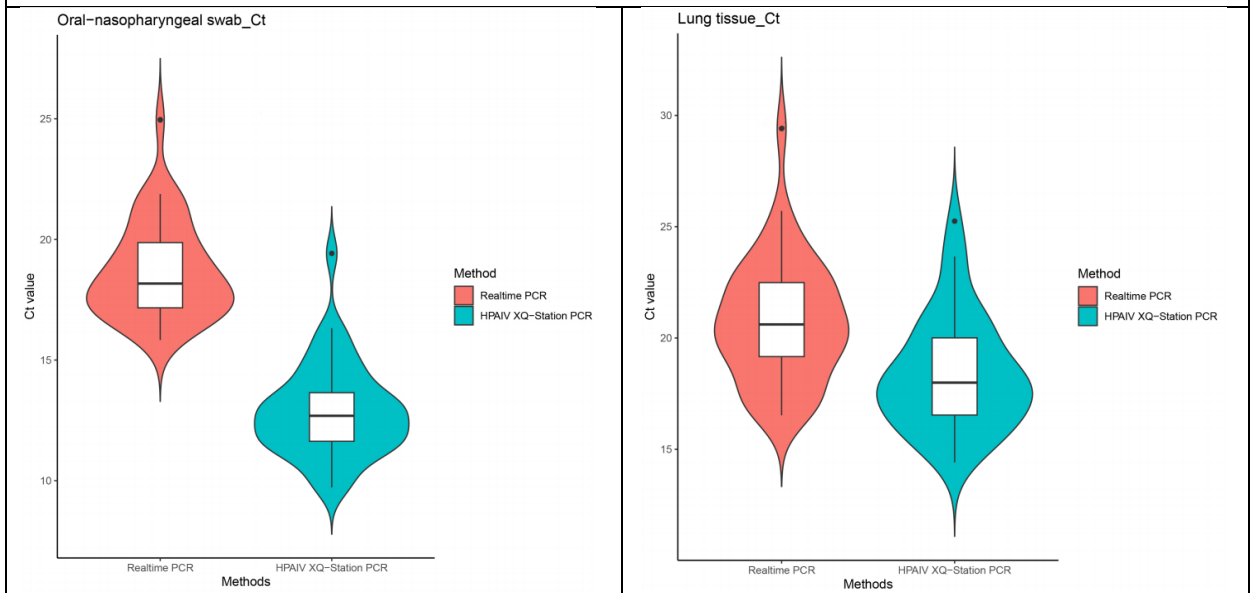 Oral−nasopharyngeal swab_Ct
25
20
15
10
Ct value
Realtime PCR
HPAIV XQ−Station PCR
Methods
Method
Realtime PCR
HPAIV XQ−Station PCR
Lung tissue_Ct
30
25
20
15
Ct value
Realtime PCR
HPAIV XQ−Station PCR
Methods
Method
Realtime PCR
HPAIV XQ−Station PCR